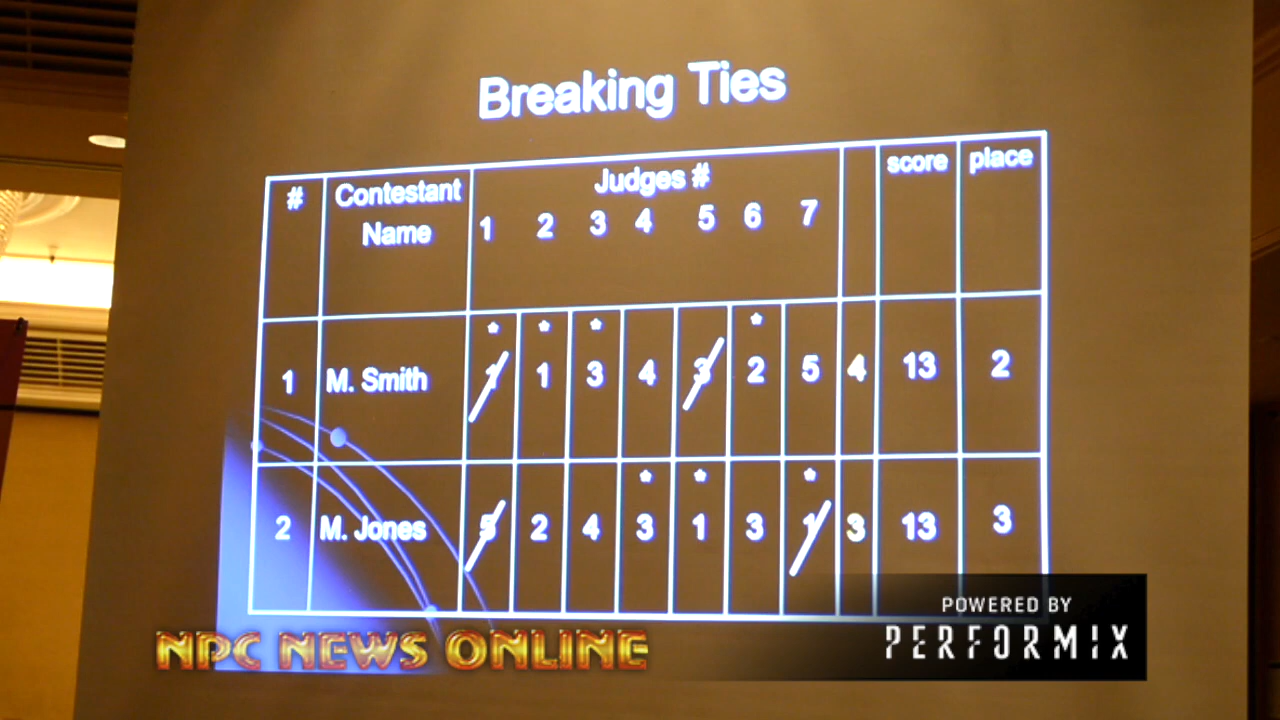 Breaking Ties
# Contestant Name Judges # score place
1 2 3 4 5 6 7
* * * *
1 M. Smith 1 1 3 4 3 2 5 4 13 2
* * *
2 M. Jones 5 2 4 3 1 3 1 3 13 3
POWERED BY
PERFORMIX
NPC NEWS ONLINE